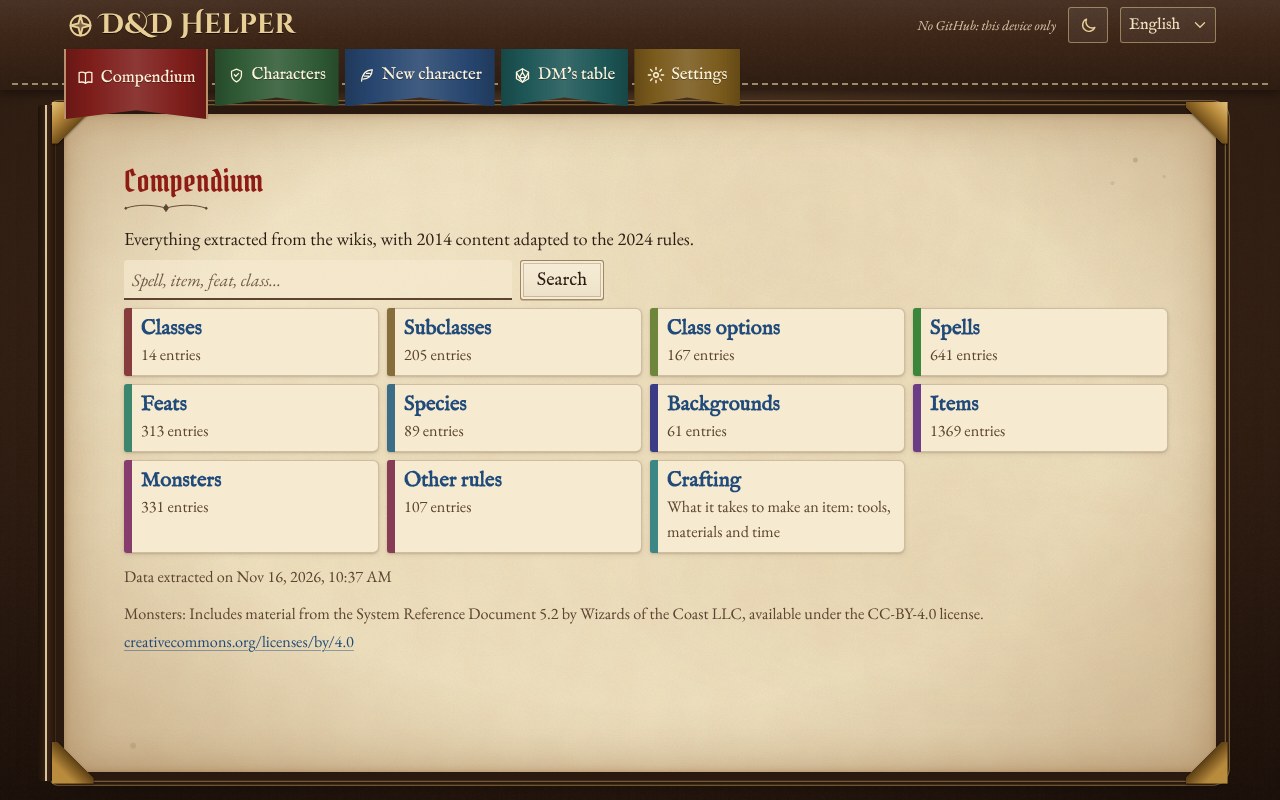 D&D Helper
No GitHub: this device only
English
Compendium
Characters
New character
DM's table
Settings
Compendium
Everything extracted from the wikis, with 2014 content adapted to the 2024 rules.
Spell, item, feat, class...
Search
Classes
14 entries
Subclasses
205 entries
Class options
167 entries
Spells
641 entries
Feats
313 entries
Species
89 entries
Backgrounds
61 entries
Items
1369 entries
Monsters
331 entries
Other rules
107 entries
Crafting
What it takes to make an item: tools,
materials and time
Data extracted on Nov 16, 2026, 10:37 AM
Monsters: Includes material from the System Reference Document 5.2 by Wizards of the Coast LLC, available under the CC-BY-4.0 license.
creativecommons.org/licenses/by/4.0